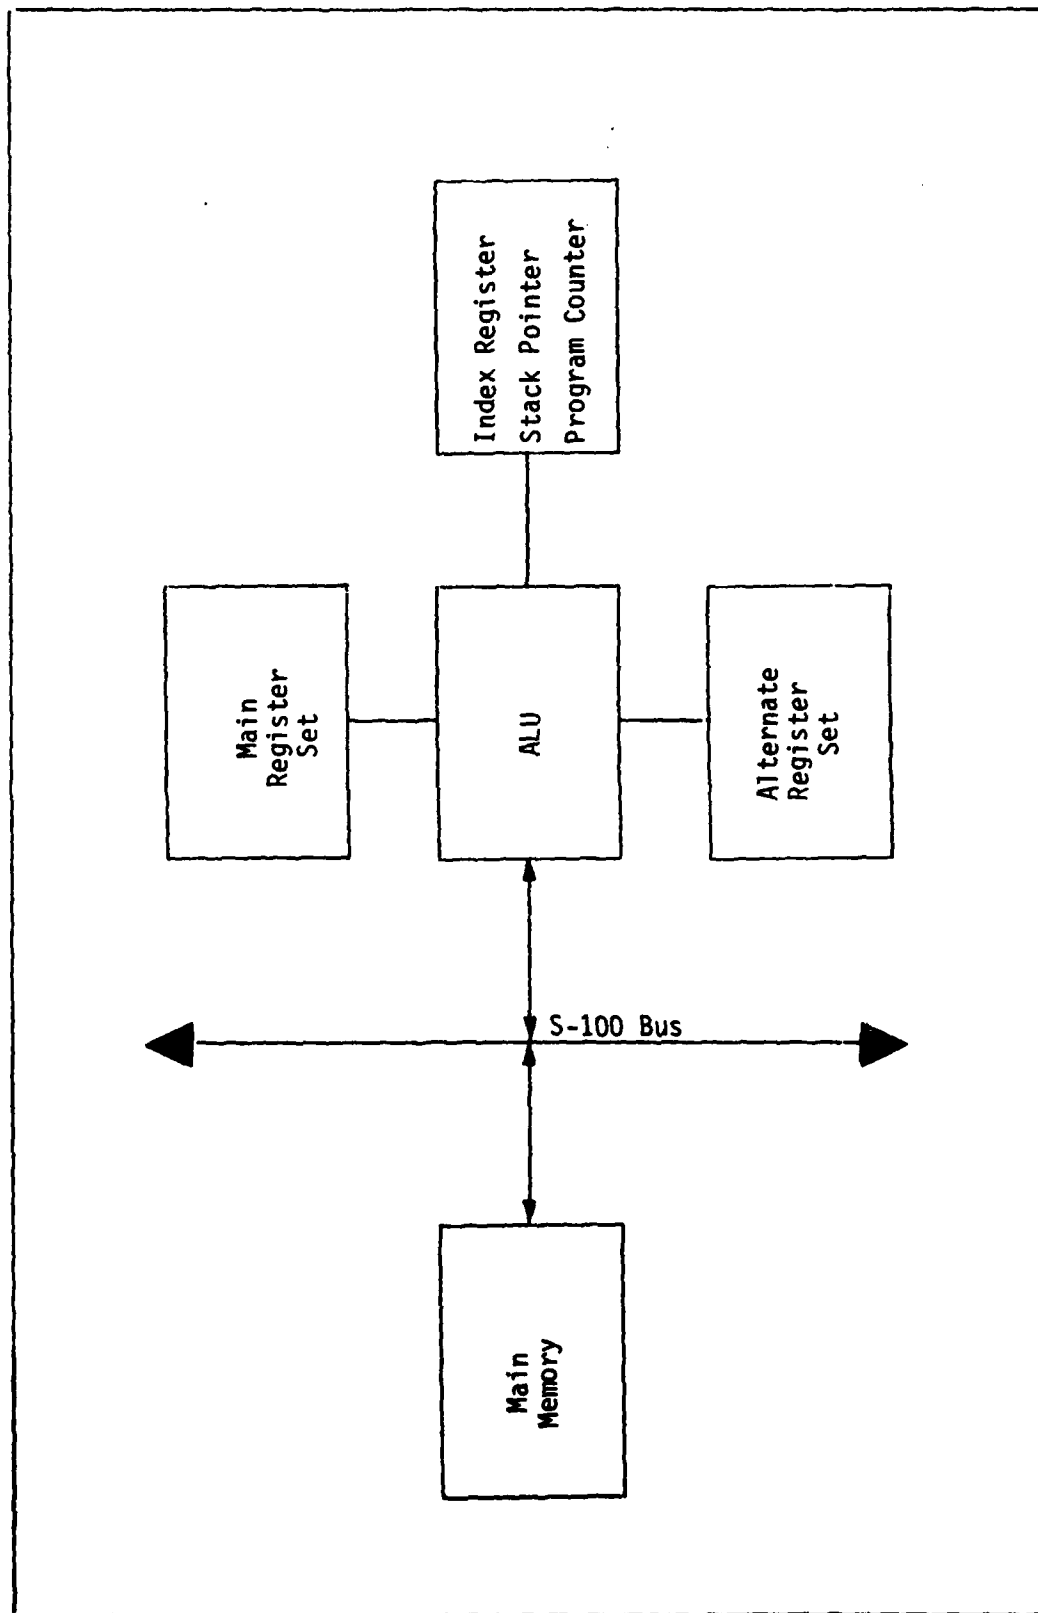 Main
Memory
S-100 Bus
Main
Register
Set
ALU
Alternate
Register
Set
Index Register
Stack Pointer
Program Counter